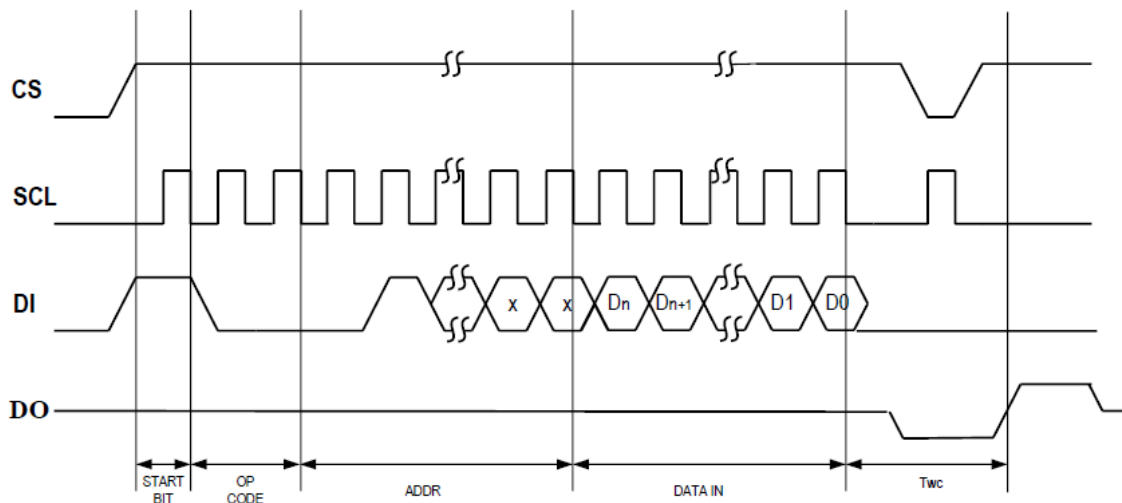 CS
SCL
DI
x x Dn Dn+1 D1 D0
DO
START
BIT
OP
CODE
ADDR
DATA IN
Twc